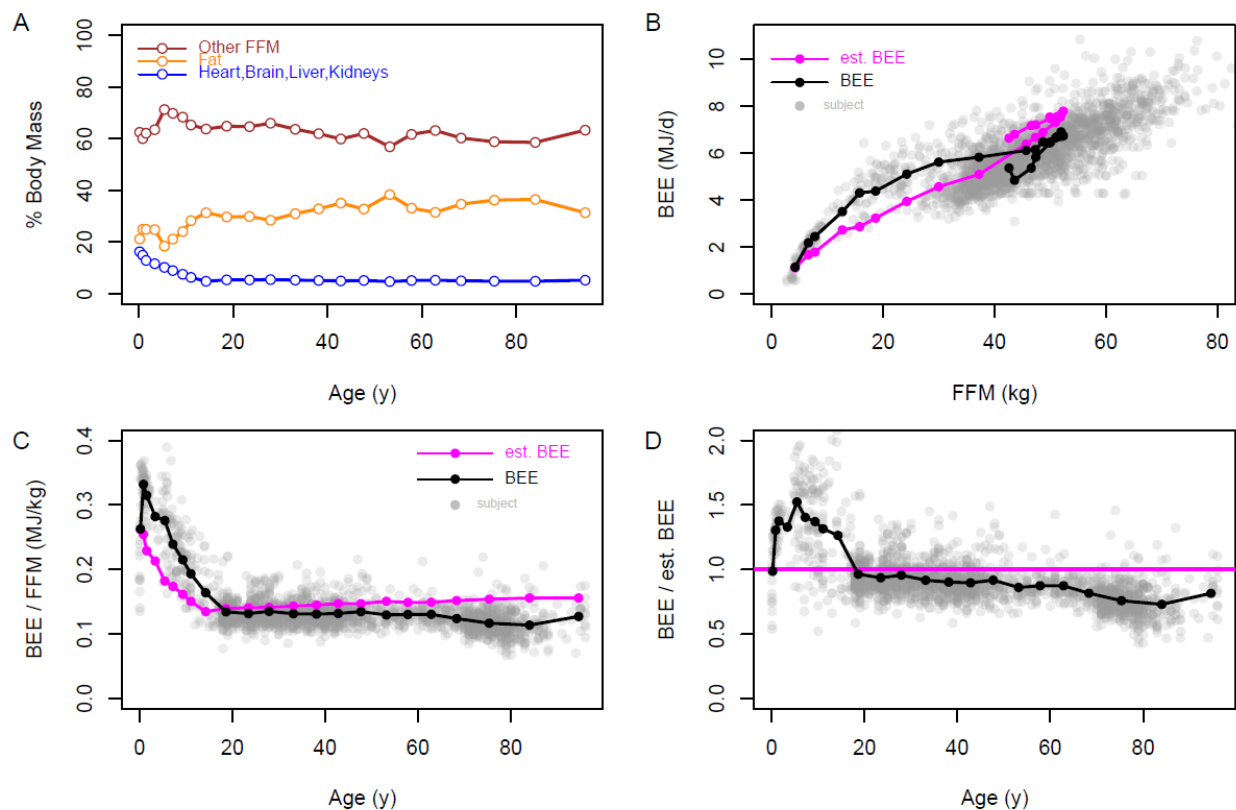 A
100
80
60
40
20
0
% Body Mass
Other FFM
Fat
Heart,Brain,Liver,Kidneys
0 20 40 60 80
Age (y)
B
10
8
6
4
2
0
BEE (MJ/d)
est. BEE
BEE
subject
0 20 40 60 80
FFM (kg)
C
0.4
0.3
0.2
0.1
0.0
BEE / FFM (MJ/kg)
est. BEE
BEE
subject
0 20 40 60 80
Age (y)
D
2.0
1.5
1.0
0.5
0.0
BEE / est. BEE
0 20 40 60 80
Age (y)